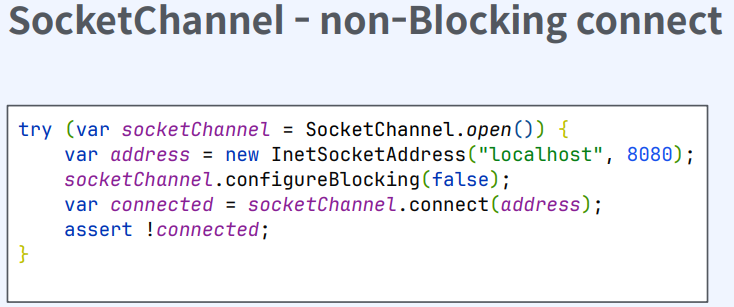 SocketChannel - non-Blocking connect
try (var socketChannel = SocketChannel.open()) {
    var address = new InetSocketAddress("localhost", 8080);
    socketChannel.configureBlocking(false);
    var connected = socketChannel.connect(address);
    assert !connected;
}